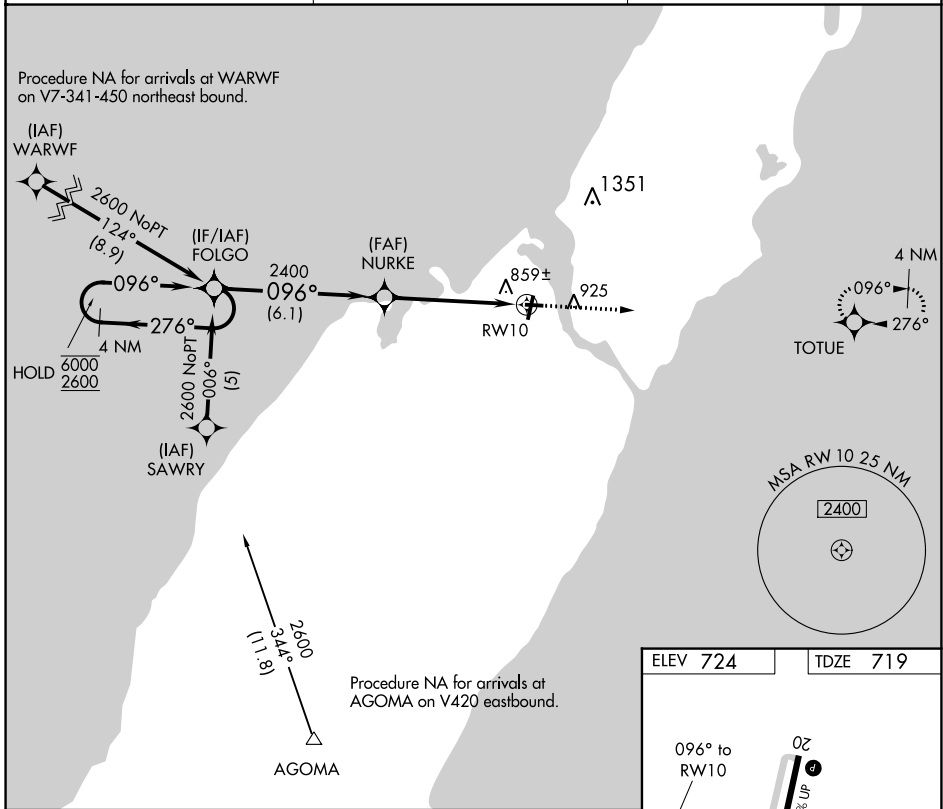 Procedure NA for arrivals at WARWF
on V7-341-450 northeast bound.
(IAF)
WARWF
2600 NoPT
124°
(8.9)
(IF/IAF)
FOLGO
2400
096°
(6.1)
(FAF)
NURKE
1351
859±
925
RW10
096°
276°
4 NM
HOLD
6000
2600
2600 NoPT
006°
(5)
(IAF)
SAWRY
4 NM
096°
276°
TOTUE
MSA RW 10 25 NM
2400
2600
344°
(11.8)
Procedure NA for arrivals at
AGOMA on V420 eastbound.
AGOMA
ELEV 724
TDZE 719
096° to
RW10
20
P
% UP